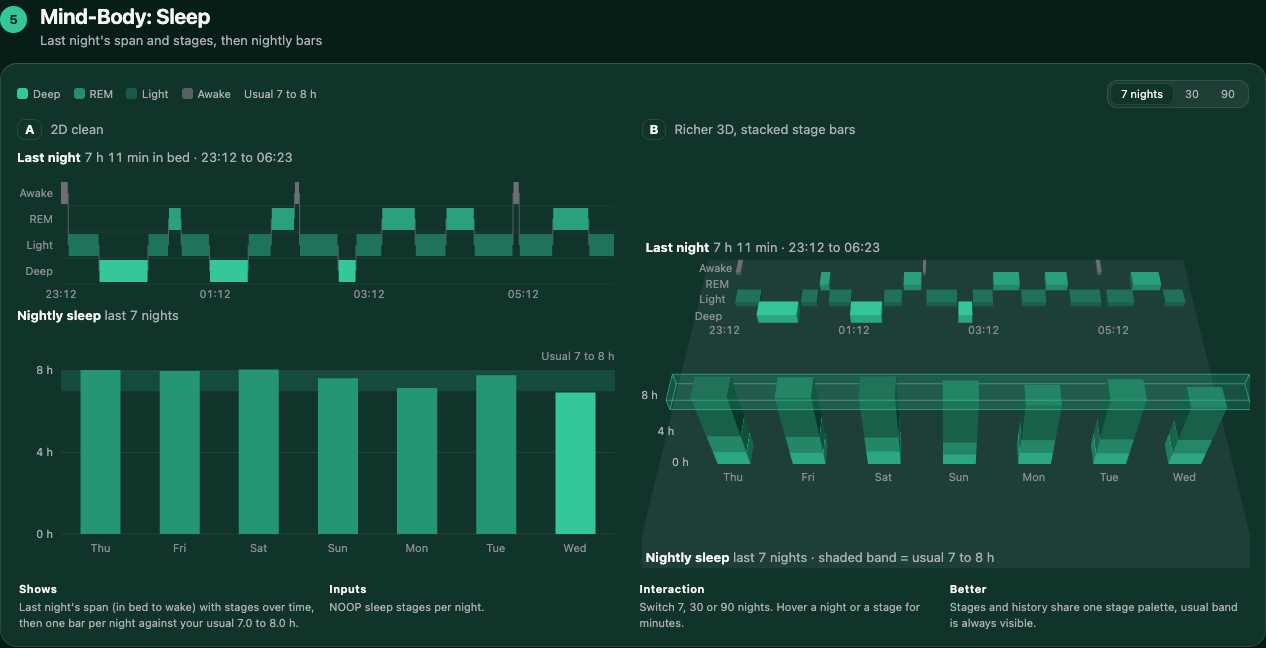 5
Mind-Body: Sleep
Last night's span and stages, then nightly bars
Deep REM Light Awake Usual 7 to 8 h
7 nights 30 90
A 2D clean
Last night 7 h 11 min in bed · 23:12 to 06:23
Awake
REM
Light
Deep
23:12 01:12 03:12 05:12
Nightly sleep last 7 nights
Usual 7 to 8 h
8 h
4 h
0 h
Thu Fri Sat Sun Mon Tue Wed
B Richer 3D, stacked stage bars
Last night 7 h 11 min · 23:12 to 06:23
Awake
REM
Light
Deep
23:12 01:12 03:12 05:12
8 h
4 h
0 h
Thu Fri Sat Sun Mon Tue Wed
Nightly sleep last 7 nights · shaded band = usual 7 to 8 h
Shows
Last night's span (in bed to wake) with stages over time,
then one bar per night against your usual 7.0 to 8.0 h.
Inputs
NOOP sleep stages per night.
Interaction
Switch 7, 30 or 90 nights. Hover a night or a stage for
minutes.
Better
Stages and history share one stage palette, usual band
is always visible.